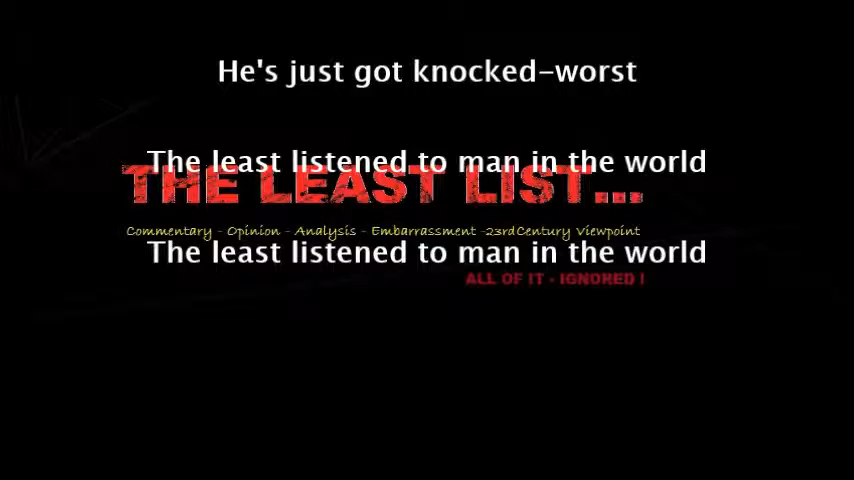 He's just got knocked-worst
The least listened to man in the world
THE LEAST LIST...
Commentary - Opinion - Analysis - Embarrassment -23rdCentury Viewpoint
The least listened to man in the world
ALL OF IT - IGNORED !